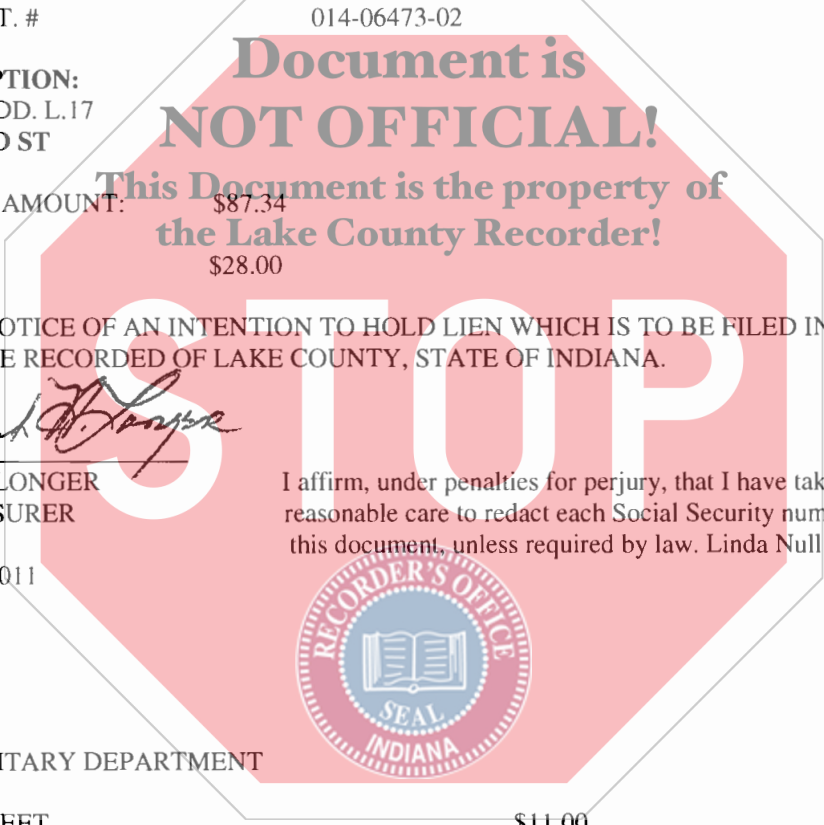 T. # 014-06473-02
Document is
PTION:
DD. L.17
NOT OFFICIAL!
D ST
This Document is the property of
AMOUNT: $87.34
the Lake County Recorder!
$28.00
STOP
OTICE OF AN INTENTION TO HOLD LIEN WHICH IS TO BE FILED IN
E RECORDED OF LAKE COUNTY, STATE OF INDIANA.
LONGER I affirm, under penalties for perjury, that I have tak
SURER reasonable care to redact each Social Security num
this document, unless required by law. Linda Null
011
RECORDER'S OFFICE
SEAL
INDIANA
ITARY DEPARTMENT
EET $11.00